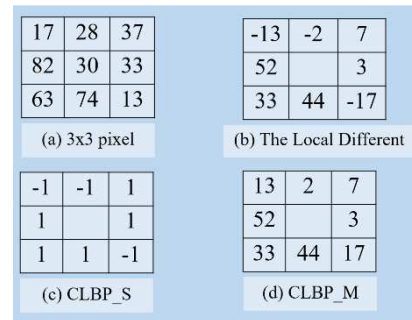 17 28 37
82 30 33
63 74 13
(a) 3x3 pixel
-13 -2 7
52 3
33 44 -17
(b) The Local Different
-1 -1 1
1 1
1 1 -1
(c) CLBP_S
13 2 7
52 3
33 44 17
(d) CLBP_M